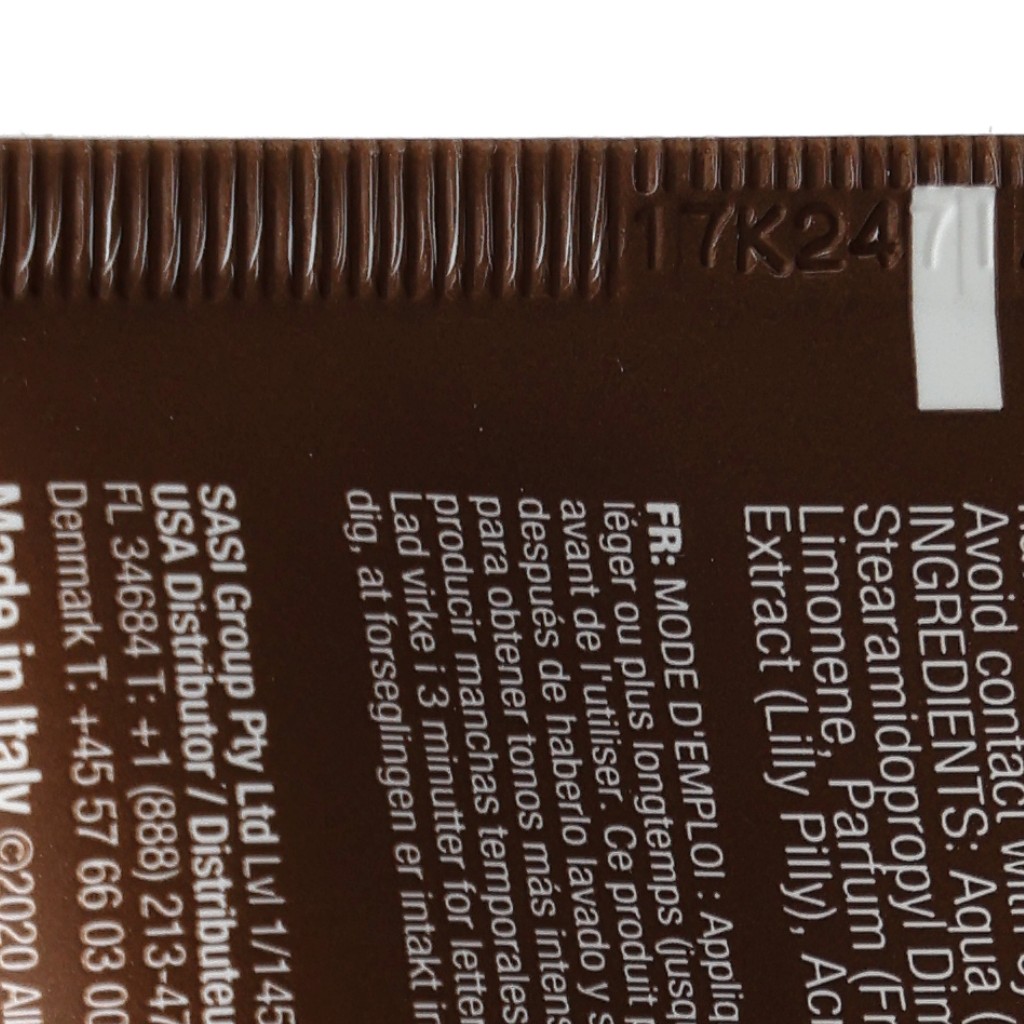 17K247
Avoid contact with
INGREDIENTS: Aqua (
Stearamidopropyl Dim
Limonene, Parfum (Fr
Extract (Lilly Pilly), Ac
FR: MODE D'EMPLOI : Appliq
léger ou plus longtemps (jusq
avant de l'utiliser. Ce produit
después de haberlo lavado y s
para obtener tonos más intens
producir manchas temporales
Lad virke i 3 minutter for letter
dig, at forseglingen er intakt in
SASI Group Pty Ltd Lvl 1/145
USA Distributor / Distributeu
FL 34684 T: +1 (888) 213-47
Denmark T: +45 57 66 03 00
Made in Italy ©2020 All